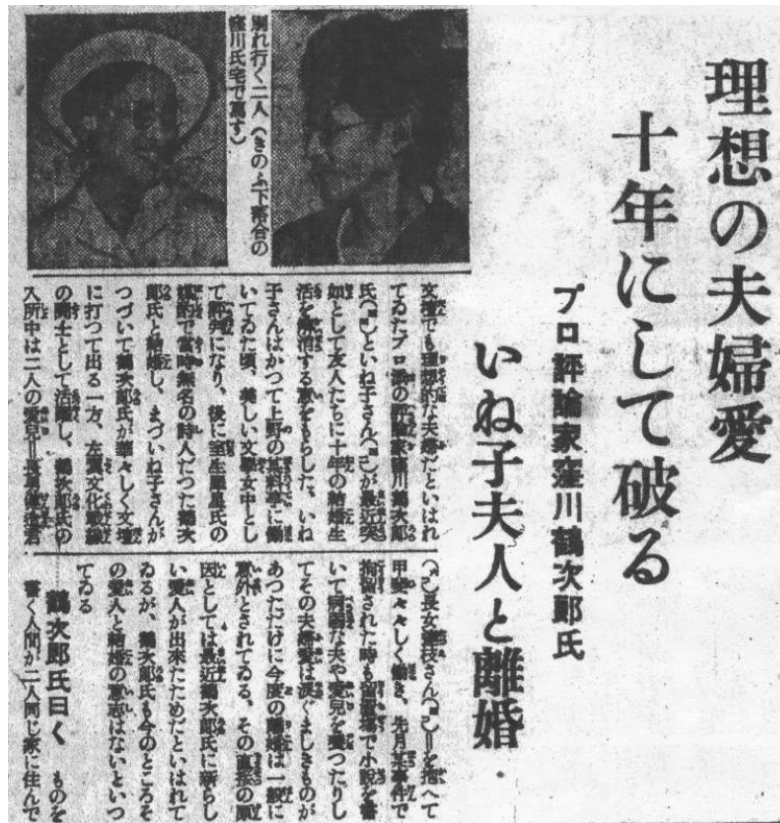 理想の夫婦愛
十年にして破る
プロ評論家窪川鶴次郎氏
いね子夫人と離婚
別れ行く二人(きのふ下落合の
窪川氏宅で写す)
文壇でも理想的な夫婦だといはれ
てゐたプロ派の評論家窪川鶴次郎
氏といね子さんが最近突
如として友人たちに十年の結婚生
活を解消する意をもらした、いね
子さんはかつて上野の某料亭に働
いてゐた頃、美しい文学女中とし
て評判になり、後に室生犀星氏の
媒酌で当時無名の詩人だつた鶴次
郎氏と結婚し、まづいね子さんが
つづいて鶴次郎氏が華々しく文壇
に打つて出る一方、左翼文化戦線
の闘士として活躍し、鶴次郎氏の
入所中は二人の愛児=長男健造君
長女達枝さん=を抱へて
甲斐々々しく働き、先月某事件で
拘留された時も留置場で小説を書
いて病弱な夫や愛児を養つたりし
てその夫婦愛は涙ぐましきものが
あつただけに今度の離婚は一般に
意外とされてゐる、その直接の原
因としては最近鶴次郎氏に新らし
い愛人が出来たためだといはれて
ゐるが、鶴次郎氏も今のところそ
の愛人と結婚の意志はないといつ
てゐる
鶴次郎氏曰く ものを
書く人間が二人同じ家に住んで